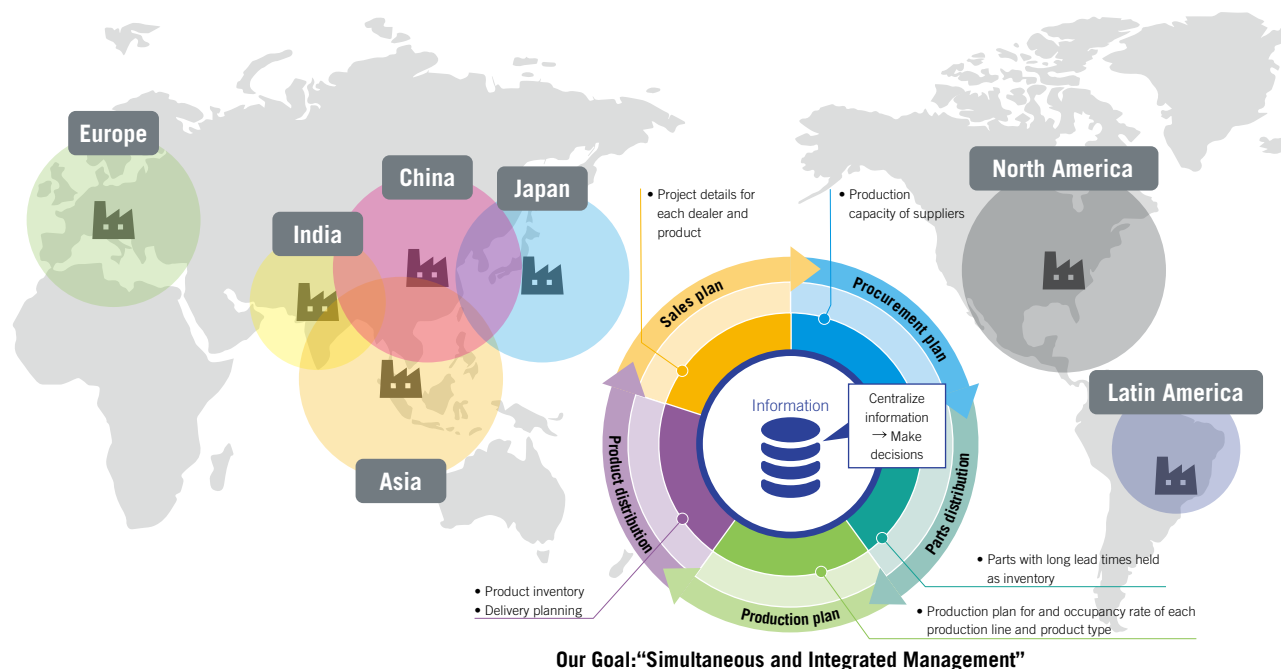 Europe
China
Japan
India
Asia
North America
Latin America
• Project details for
each dealer and
product
• Production
capacity of suppliers
Sales plan
Procurement plan
Information
Centralize
information
→ Make
decisions
Product distribution
Parts distribution
Production plan
• Parts with long lead times held
as inventory
• Product inventory
• Delivery planning
• Production plan for and occupancy rate of each
production line and product type
Our Goal:“Simultaneous and Integrated Management”